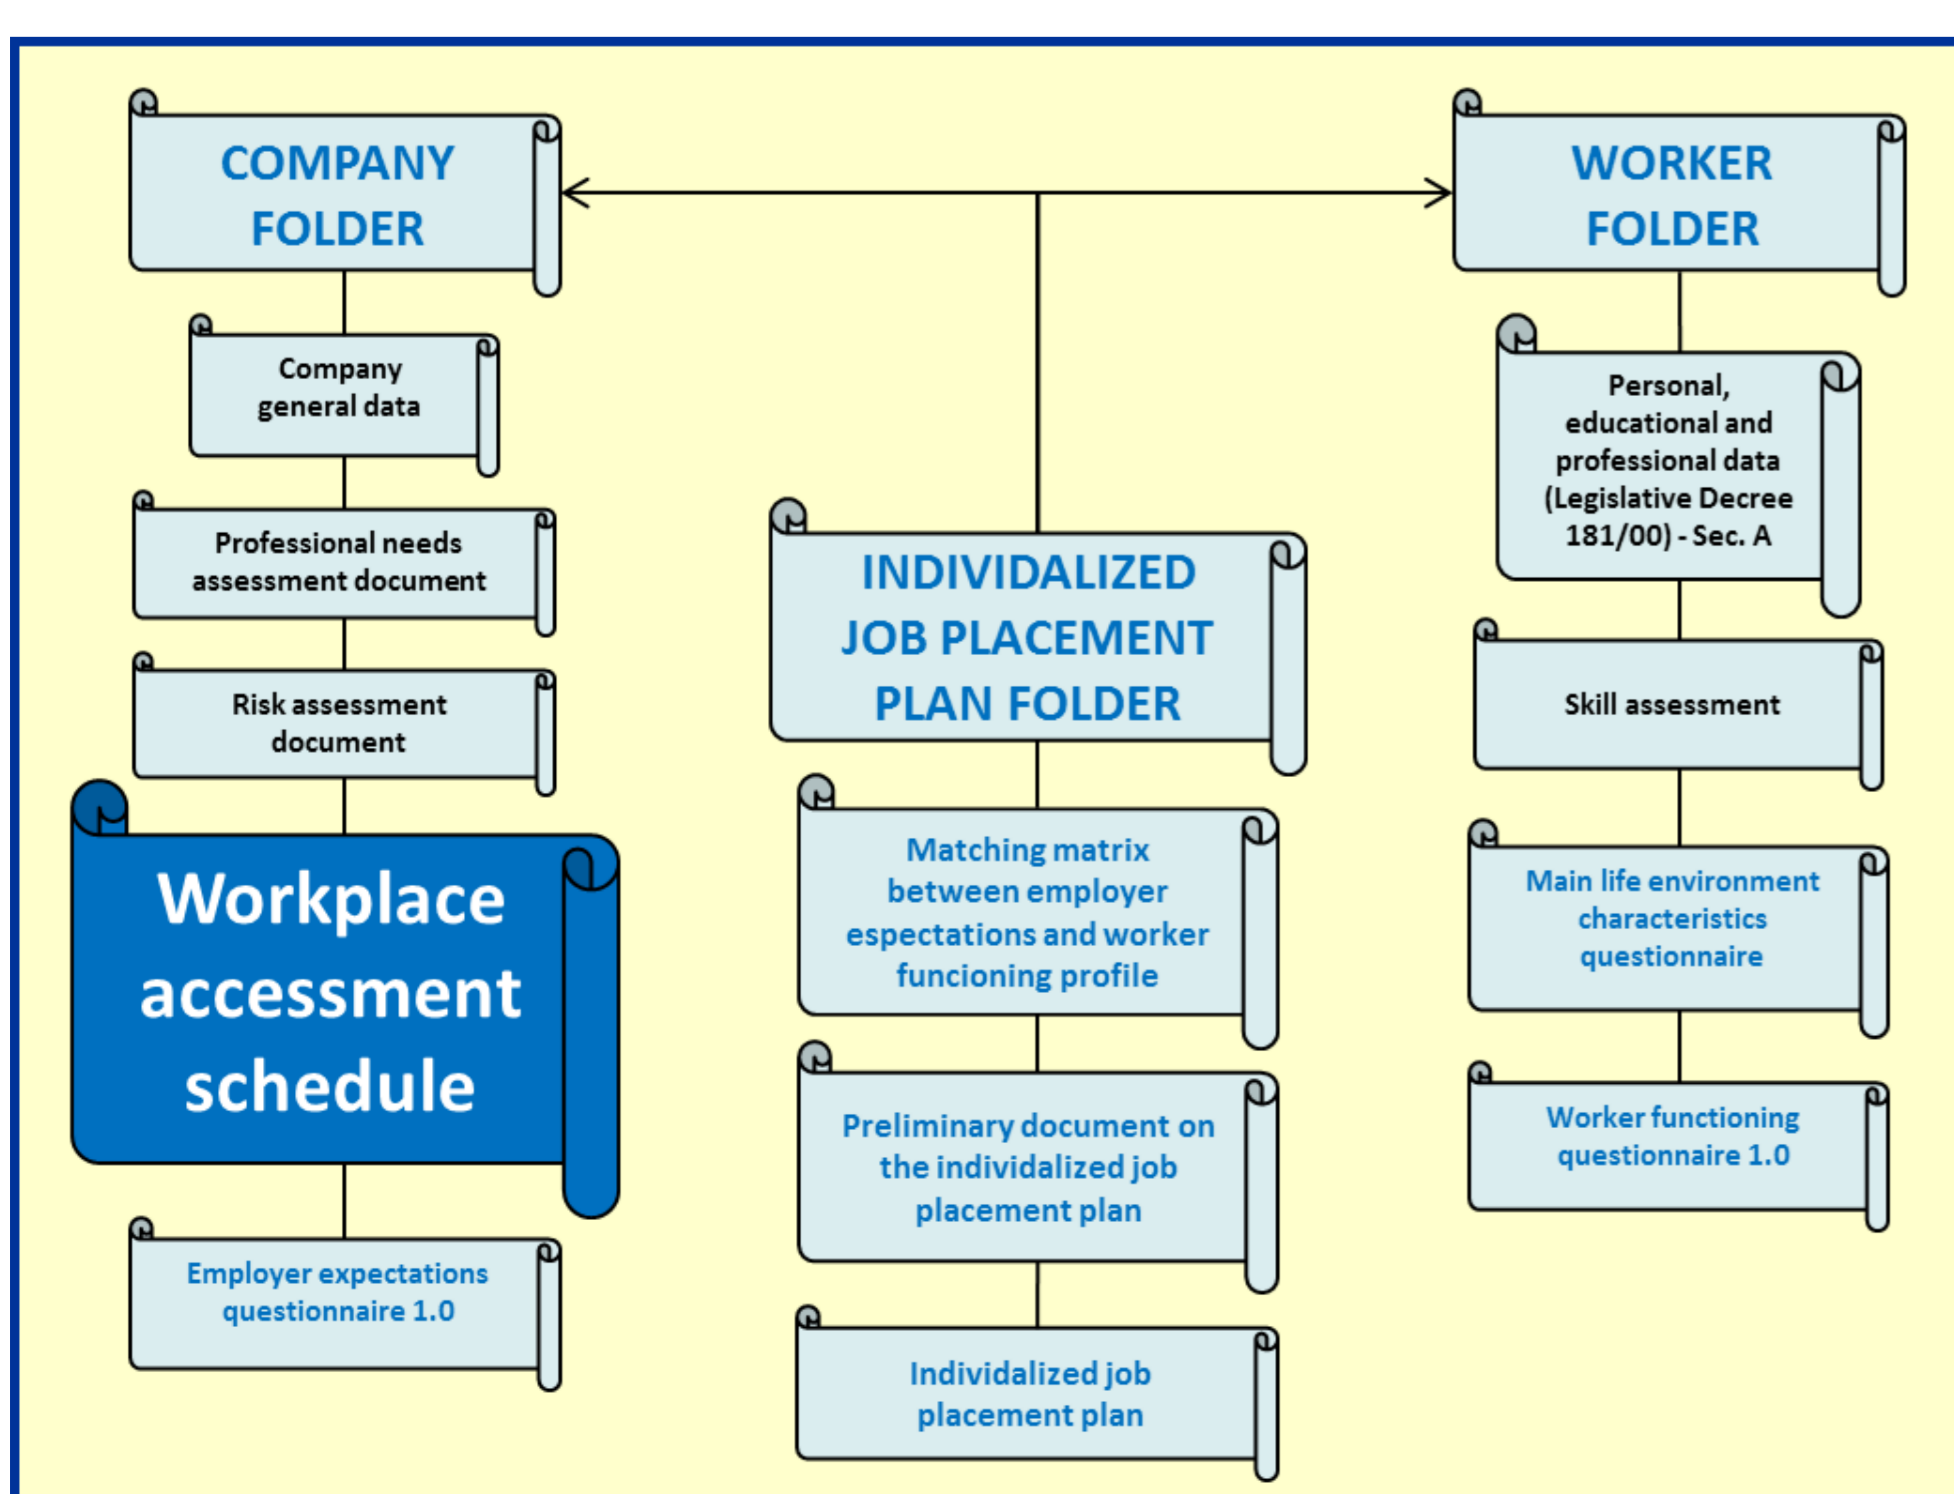 COMPANY
FOLDER
Company
general data
Professional needs
assessment document
Risk assessment
document
Workplace
accessment
schedule
Employer expectations
questionnaire 1.0
INDIVIDALIZED
JOB PLACEMENT
PLAN FOLDER
Matching matrix
between employer
espectations and worker
funcioning profile
Preliminary document on
the individalized job
placement plan
Individalized job
placement plan
WORKER
FOLDER
Personal,
educational and
professional data
(Legislative Decree
181/00) - Sec. A
Skill assessment
Main life environment
characteristics
questionnaire
Worker functioning
questionnaire 1.0